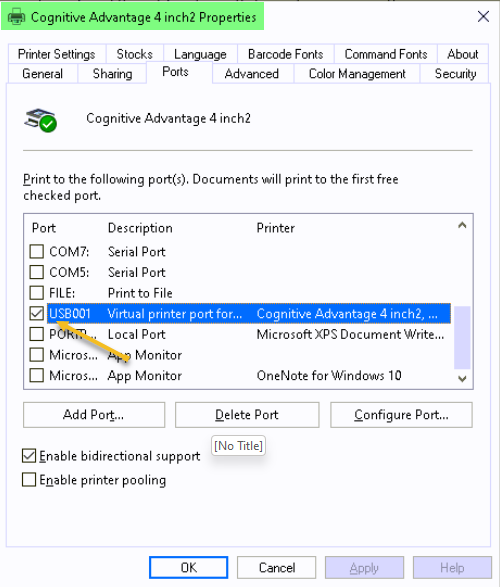 Cognitive Advantage 4 inch2 Properties
Printer Settings Stocks Language Barcode Fonts Command Fonts About
General Sharing Ports Advanced Color Management Security
Cognitive Advantage 4 inch2
Print to the following port(s). Documents will print to the first free
checked port.
Port Description Printer
COM7: Serial Port
COM5: Serial Port
FILE: Print to File
USB001 Virtual printer port for... Cognitive Advantage 4 inch2, ...
PORTP... Local Port Microsoft XPS Document Write...
Micros... App Monitor
Micros... App Monitor OneNote for Windows 10
Add Port... Delete Port Configure Port...
[No Title]
Enable bidirectional support
Enable printer pooling
OK Cancel Apply Help